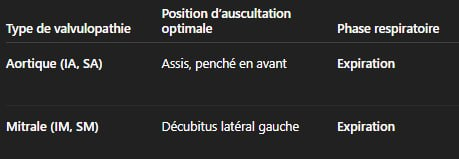 Type de valvulopathie
Position d'auscultation
optimale
Phase respiratoire
Aortique (IA, SA)
Assis, penché en avant
Expiration
Mitrale (IM, SM)
Décubitus latéral gauche
Expiration